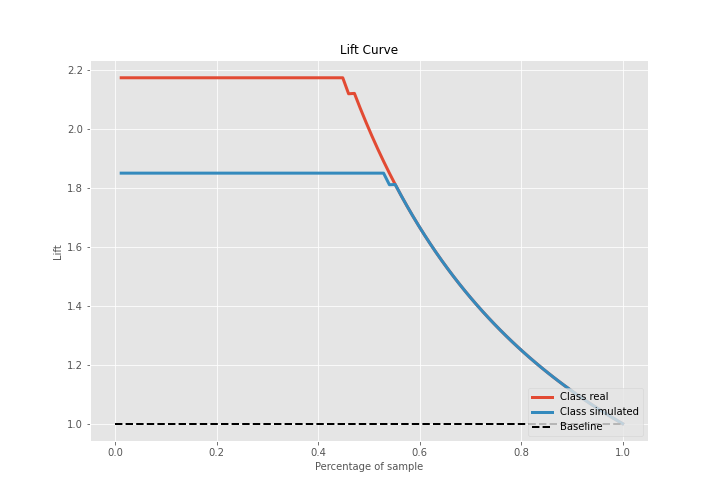 Lift Curve
2.2
2.0
1.8
1.6
1.4
1.2
1.0
Lift
0.0 0.2 0.4 0.6 0.8 1.0
Percentage of sample
Class real
Class simulated
Baseline